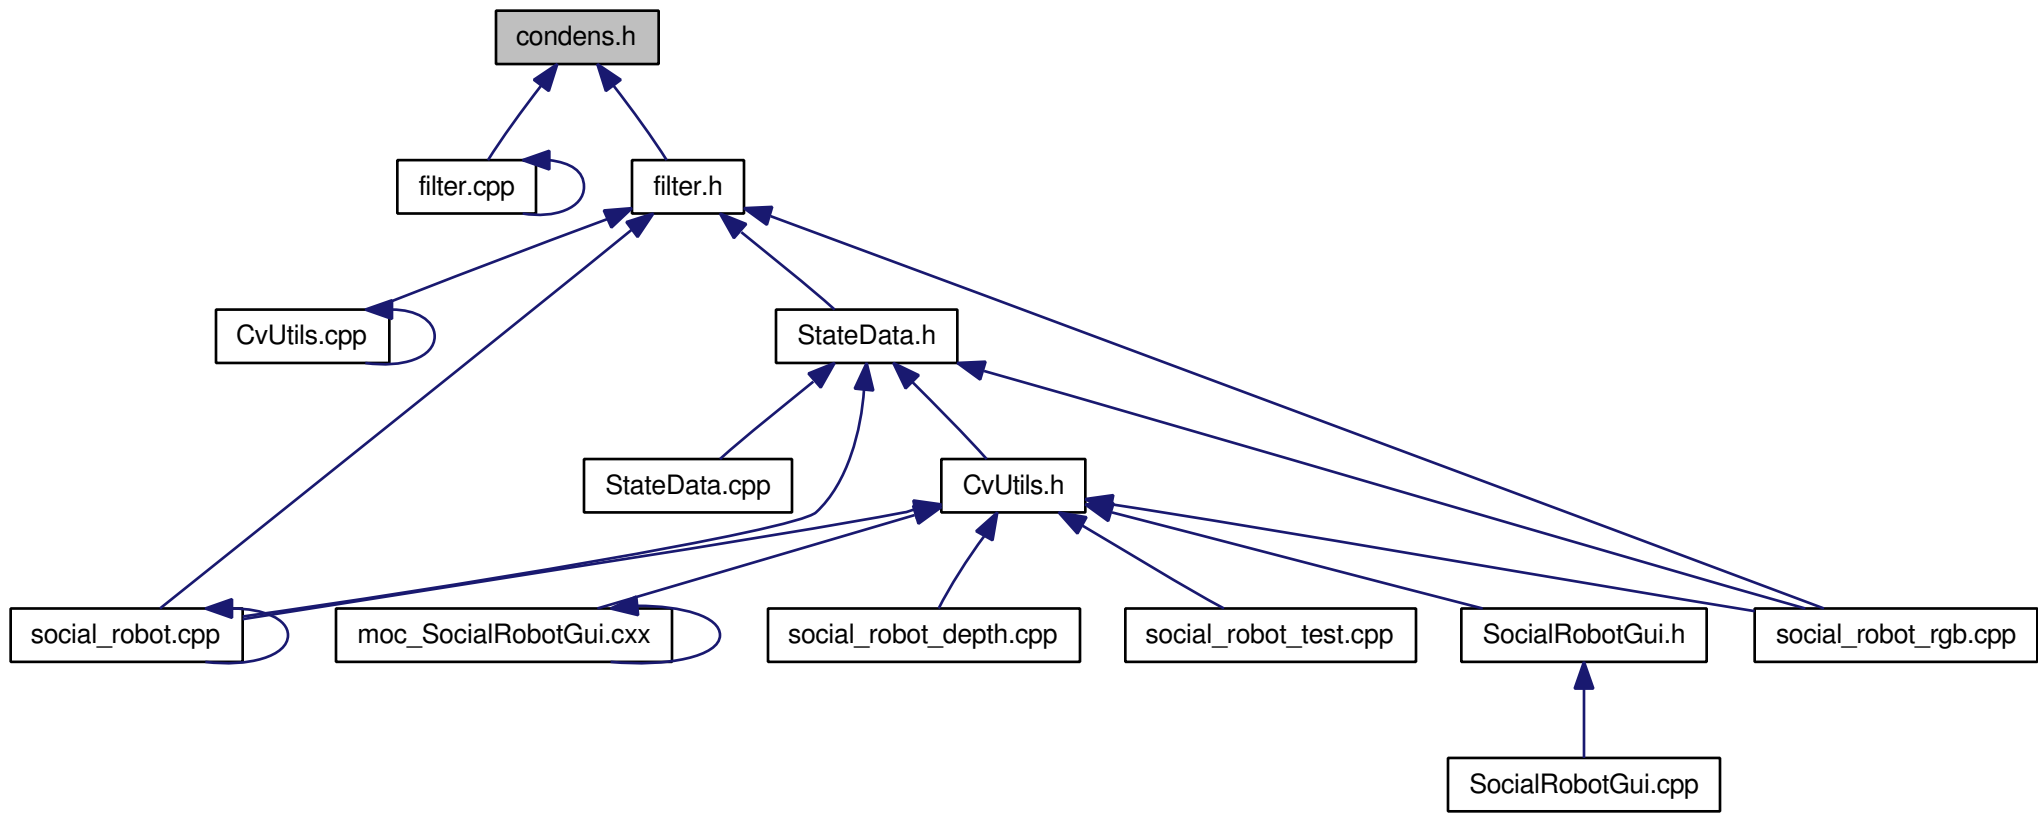 condens.h
filter.cpp
filter.h
CvUtils.cpp
StateData.h
StateData.cpp
CvUtils.h
social_robot.cpp
moc_SocialRobotGui.cxx
social_robot_depth.cpp
social_robot_test.cpp
SocialRobotGui.h
social_robot_rgb.cpp
SocialRobotGui.cpp